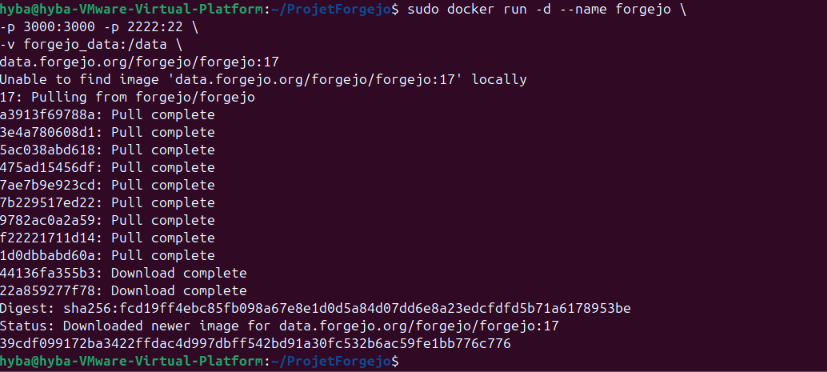 hyba@hyba-VMware-Virtual-Platform:~/ProjetForgejo$ sudo docker run -d --name forgejo \
-p 3000:3000 -p 2222:22 \
-v forgejo_data:/data \
data.forgejo.org/forgejo/forgejo:17
Unable to find image 'data.forgejo.org/forgejo/forgejo:17' locally
17: Pulling from forgejo/forgejo
a3913f69788a: Pull complete
3e4a780608d1: Pull complete
5ac038abd618: Pull complete
475ad15456df: Pull complete
7ae7b9e923cd: Pull complete
7b229517ed22: Pull complete
9782ac0a2a59: Pull complete
f22221711d14: Pull complete
1d0dbbabd60a: Pull complete
44136fa355b3: Download complete
22a859277f78: Download complete
Digest: sha256:fcd19ff4ebc85fb098a67e8e1d0d5a84d07dd6e8a23edcfdfd5b71a6178953be
Status: Downloaded newer image for data.forgejo.org/forgejo/forgejo:17
39cdf099172ba3422ffdac4d997dbff542bd91a30fc532b6ac59fe1bb776c776
hyba@hyba-VMware-Virtual-Platform:~/ProjetForgejo$